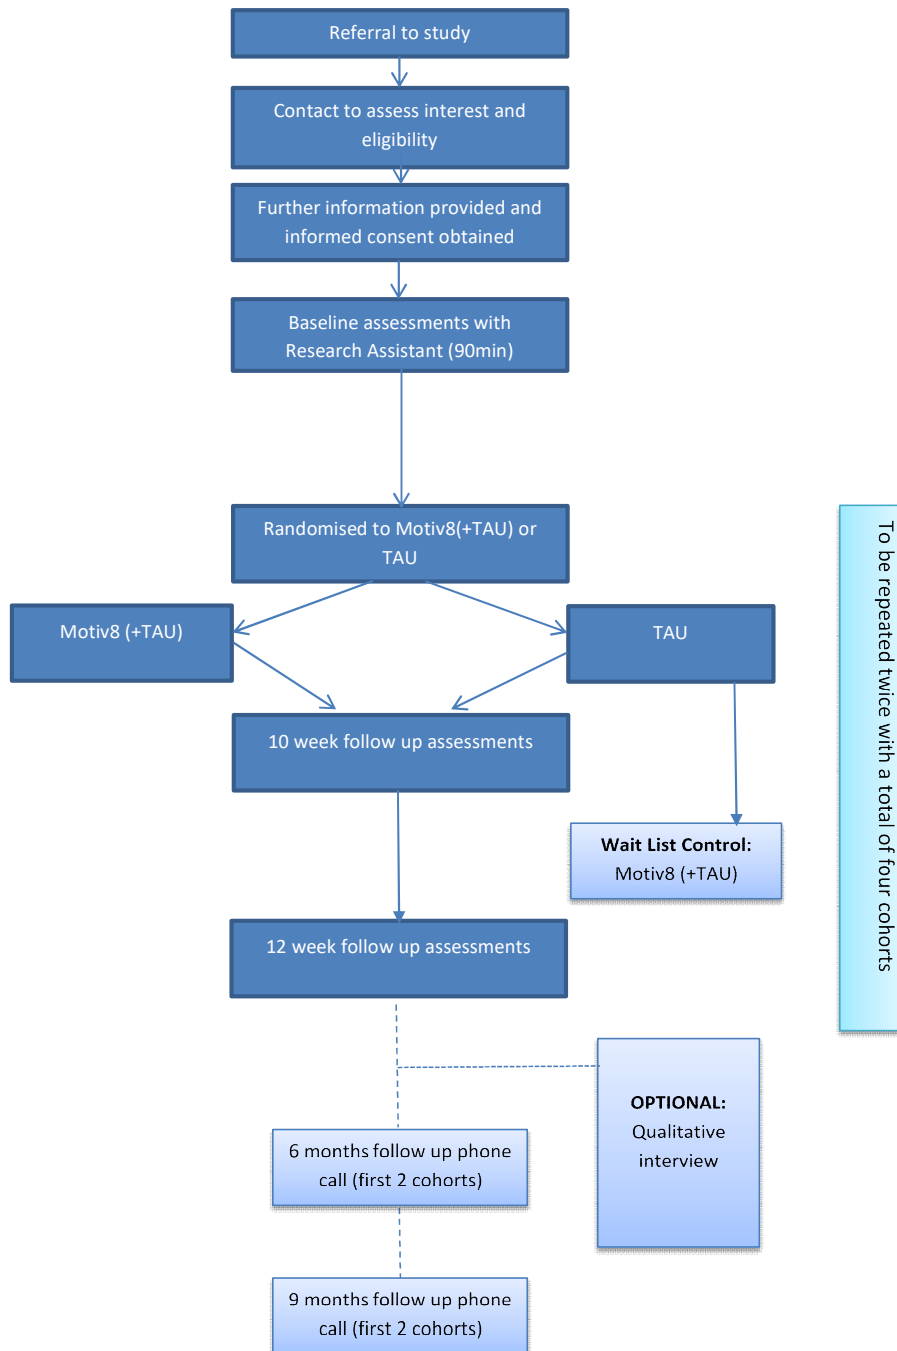 Referral to study
Contact to assess interest and
eligibility
Further information provided and
informed consent obtained
Baseline assessments with
Research Assistant (90min)
Randomised to Motiv8(+TAU) or
TAU
Motiv8 (+TAU)
TAU
To be repeated twice with a total of four cohorts
10 week follow up assessments
Wait List Control:
Motiv8 (+TAU)
12 week follow up assessments
OPTIONAL:
Qualitative
interview
6 months follow up phone
call (first 2 cohorts)
9 months follow up phone
call (first 2 cohorts)